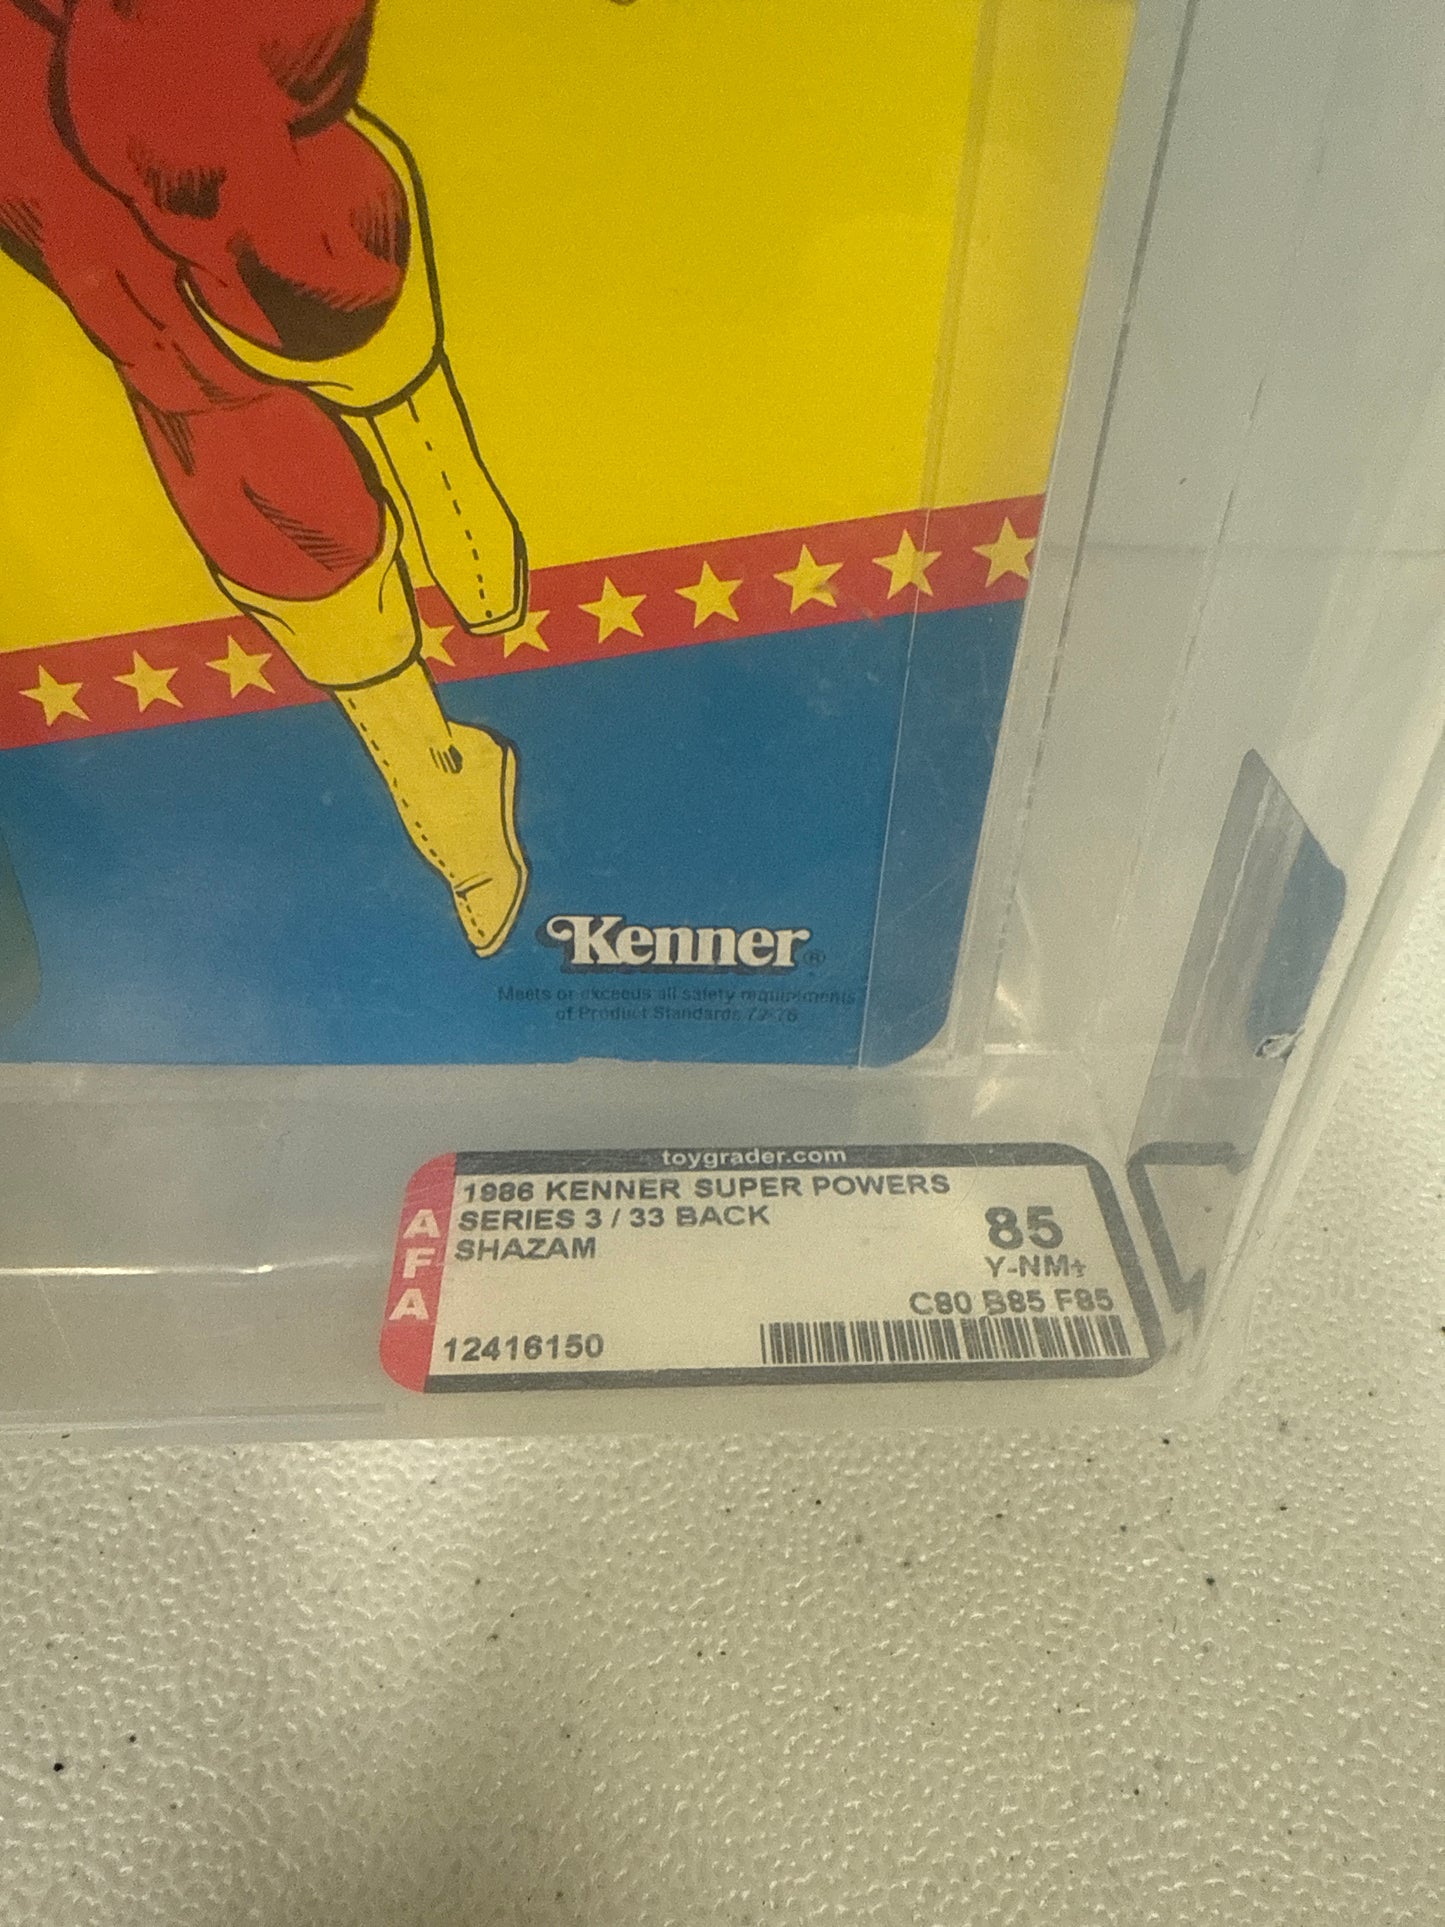 Kenner®
Meets or exceeds all safety requirements
of Product Standards 72-76
toygrader.com
AFA
1986 KENNER SUPER POWERS
SERIES 3 / 33 BACK
SHAZAM
85
Y-NM+
C80 B85 F85
12416150